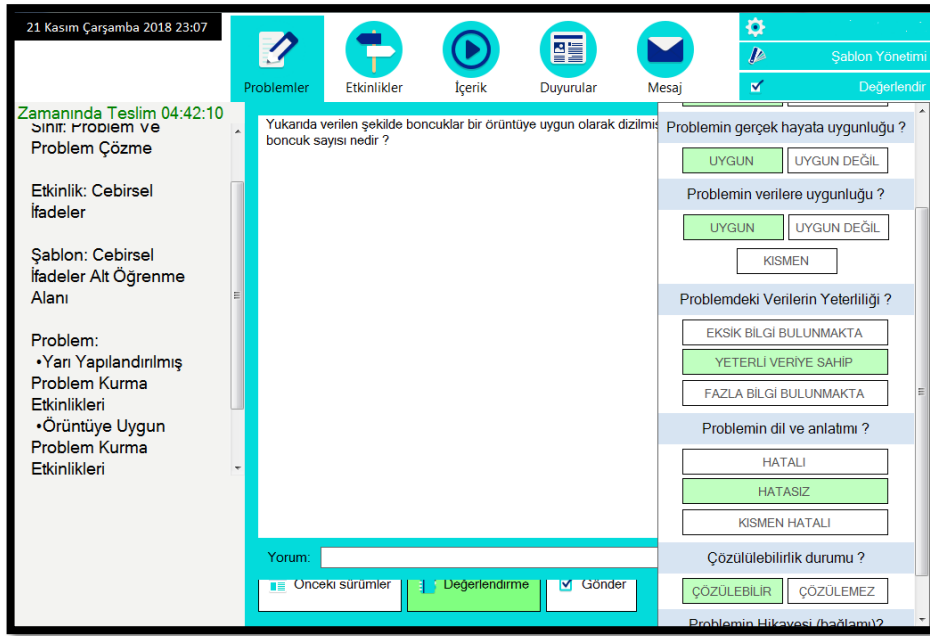 21 Kasım Çarşamba 2018 23:07
Problemler
Etkinlikler
İçerik
Duyurular
Mesaj
Şablon Yönetimi
Değerlendir
Zamanında Teslim 04:42:10
Sınıf: Problem ve
Problem Çözme
Etkinlik: Cebirsel
İfadeler
Şablon: Cebirsel
İfadeler Alt Öğrenme
Alanı
Problem:
•Yarı Yapılandırılmış
Problem Kurma
Etkinlikleri
•Örüntüye Uygun
Problem Kurma
Etkinlikleri
Yukarıda verilen şekilde boncuklar bir örüntüye uygun olarak dizilmiş
boncuk sayısı nedir ?
Yorum:
Önceki sürümler
Değerlendirme
Gönder
Problemin gerçek hayata uygunluğu ?
UYGUN
UYGUN DEĞİL
Problemin verilere uygunluğu ?
UYGUN
UYGUN DEĞİL
KISMEN
Problemdeki Verilerin Yeterliliği ?
EKSİK BİLGİ BULUNMAKTA
YETERLİ VERİYE SAHİP
FAZLA BİLGİ BULUNMAKTA
Problemin dil ve anlatımı ?
HATALI
HATASIZ
KISMEN HATALI
Çözülülebilirlik durumu ?
ÇÖZÜLEBİLİR
ÇÖZÜLEMEZ
Problemin Hikayesi (bağlamı)?